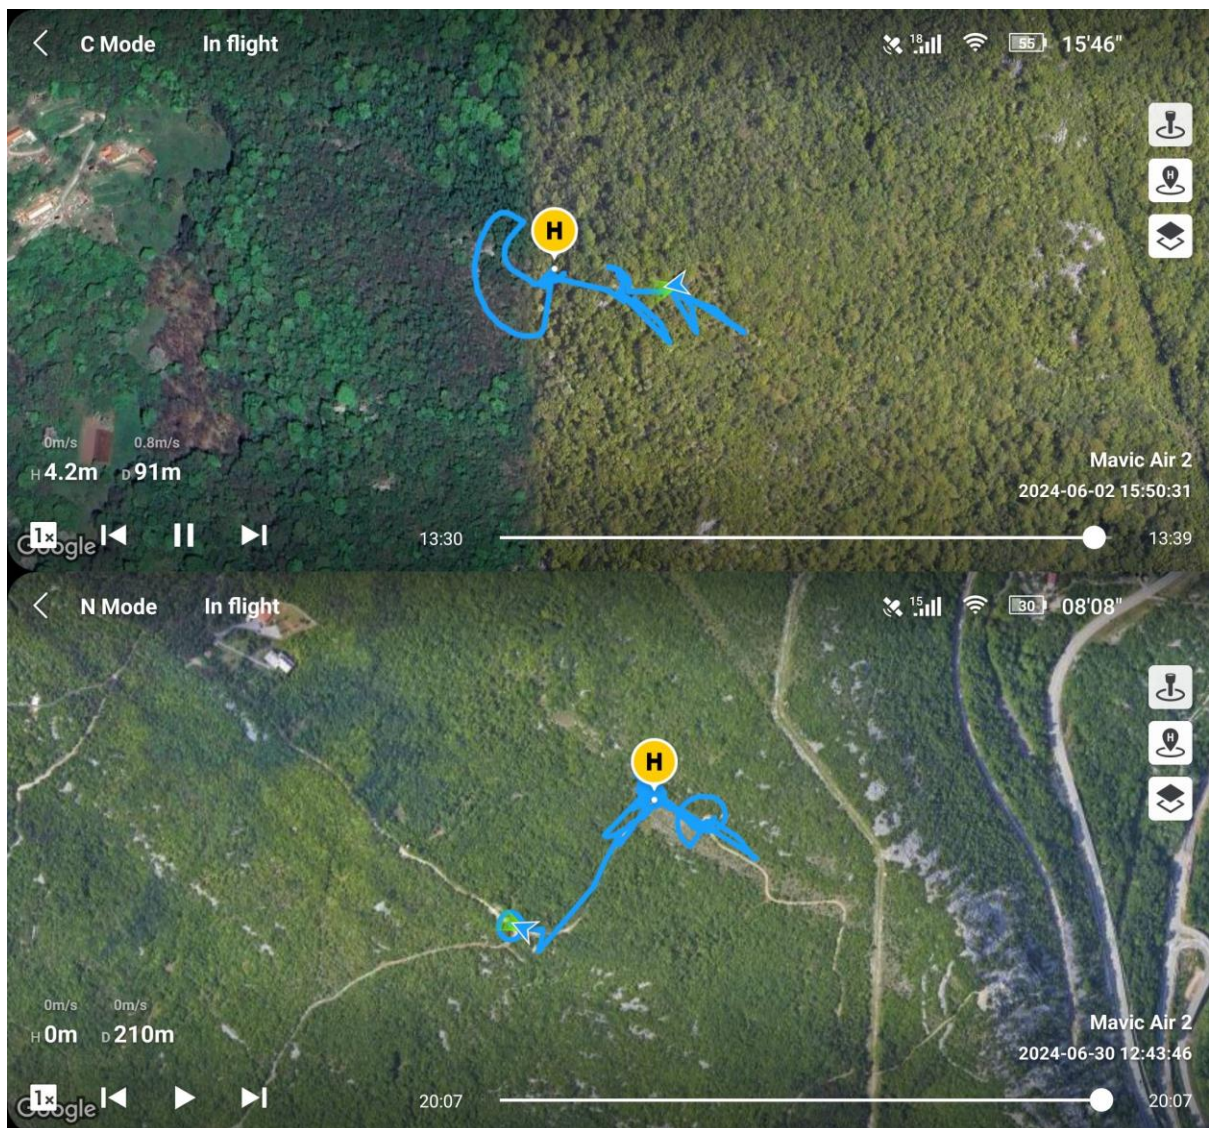 C Mode In flight 18 55 15'46"
H
H
0m/s 0.8m/s
H 4.2m D 91m
Mavic Air 2
2024-06-02 15:50:31
1x
Google
13:30 13:39
N Mode In flight 15 30 08'08"
H
H
0m/s 0m/s
H 0m D 210m
Mavic Air 2
2024-06-30 12:43:46
1x
Google
20:07 20:07